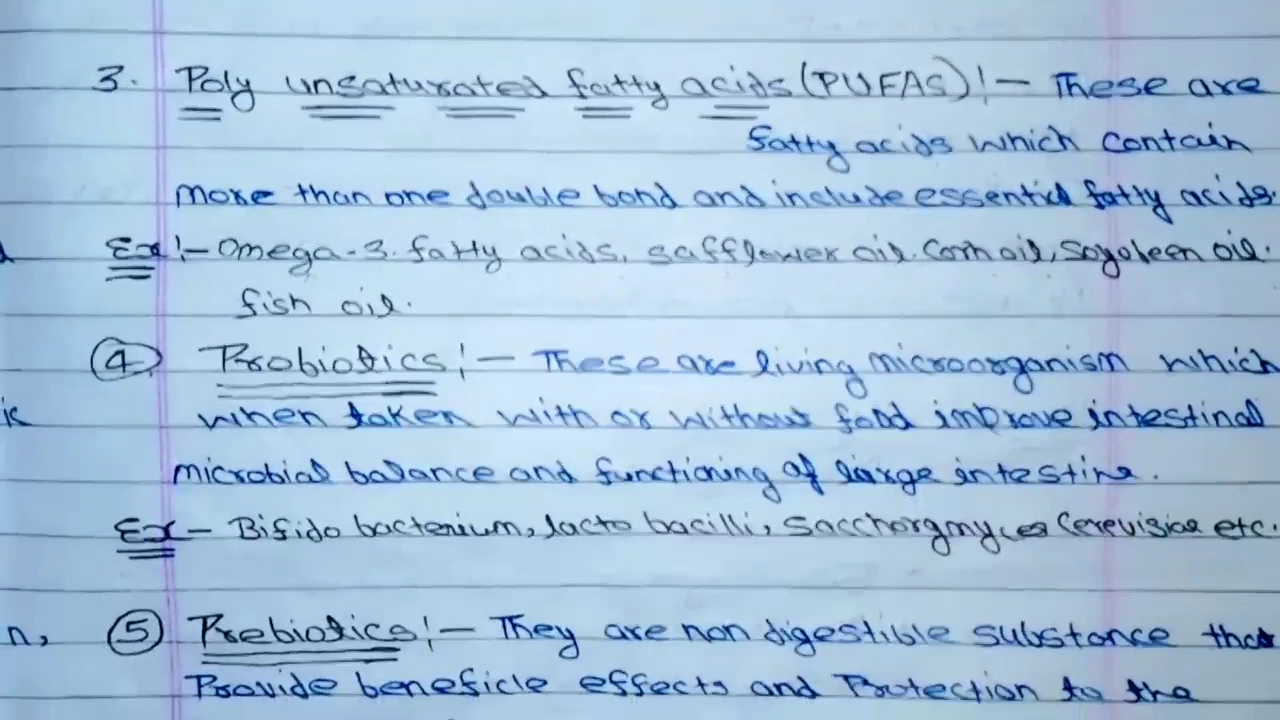 3. Poly unsaturated fatty acids (PUFAS) :- These are
fatty acids which contain
more than one double bond and include essential fatty acids.
Ex :- Omega-3. fatty acids, safflower oil. Corn oil, Soyabeen oil.
fish oil.
4 Probiotics :- These are living microorganism which
ic when taken with or without food improve intestinal
microbial balance and functioning of large intestine.
Ex - Bifido bacterium, lacto bacilli, Cerevisiae etc.
n, 5 Prebiotics :- They are non digestible substance that
Provide beneficle effects and Protection to the